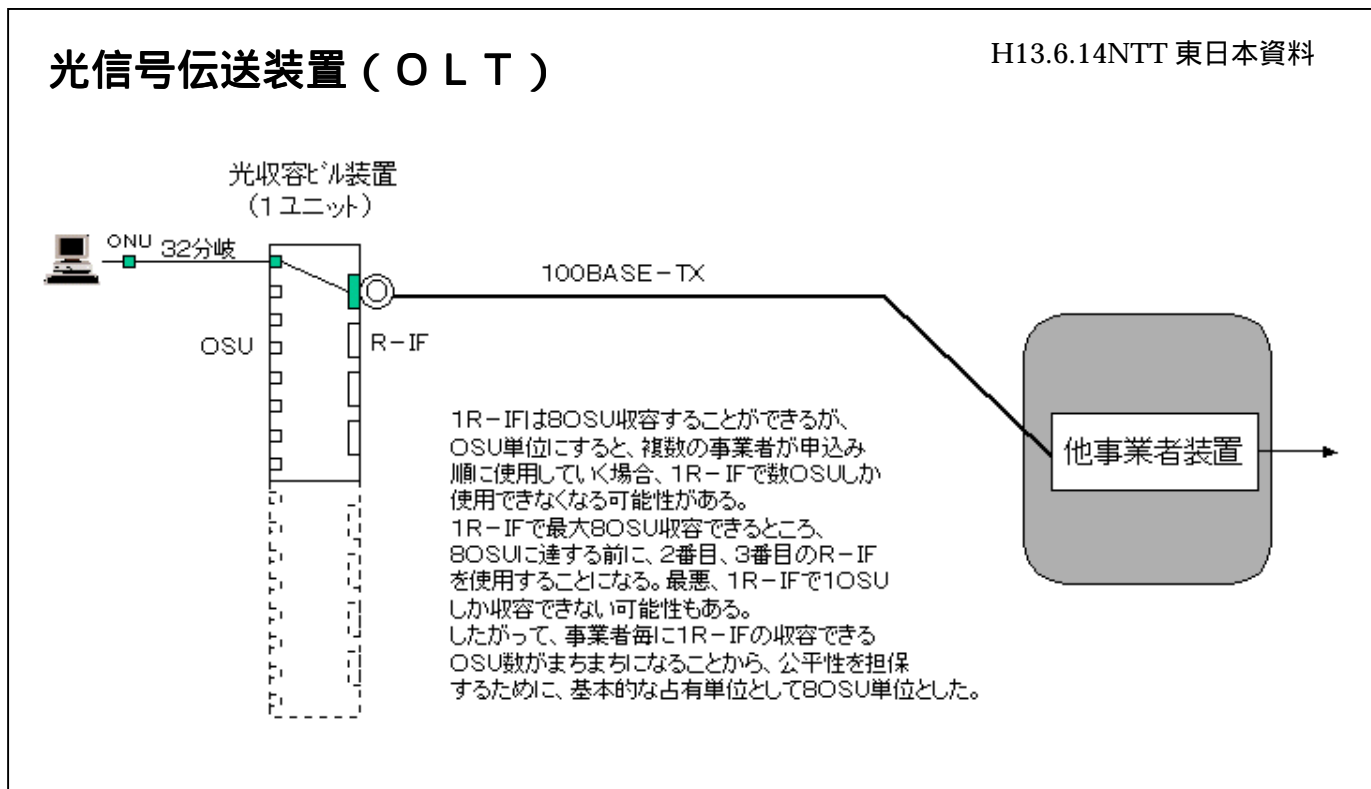 光信号伝送装置（ＯＬＴ）
H13.6.14NTT 東日本資料
光収容ﾋﾞﾙ装置
（1ユニット）
ONU
32分岐
100BASE－TX
OSU
R－IF
他事業者装置
1R－IFは8OSU収容することができるが、
OSU単位にすると、複数の事業者が申込み
順に使用していく場合、1R－IFで数OSUしか
使用できなくなる可能性がある。
1R－IFで最大8OSU収容できるところ、
8OSUに達する前に、2番目、3番目のR－IF
を使用することになる。最悪、1R－IFで1OSU
しか収容できない可能性もある。
したがって、事業者毎に1R－IFの収容できる
OSU数がまちまちになることから、公平性を担保
するために、基本的な占有単位として8OSU単位とした。